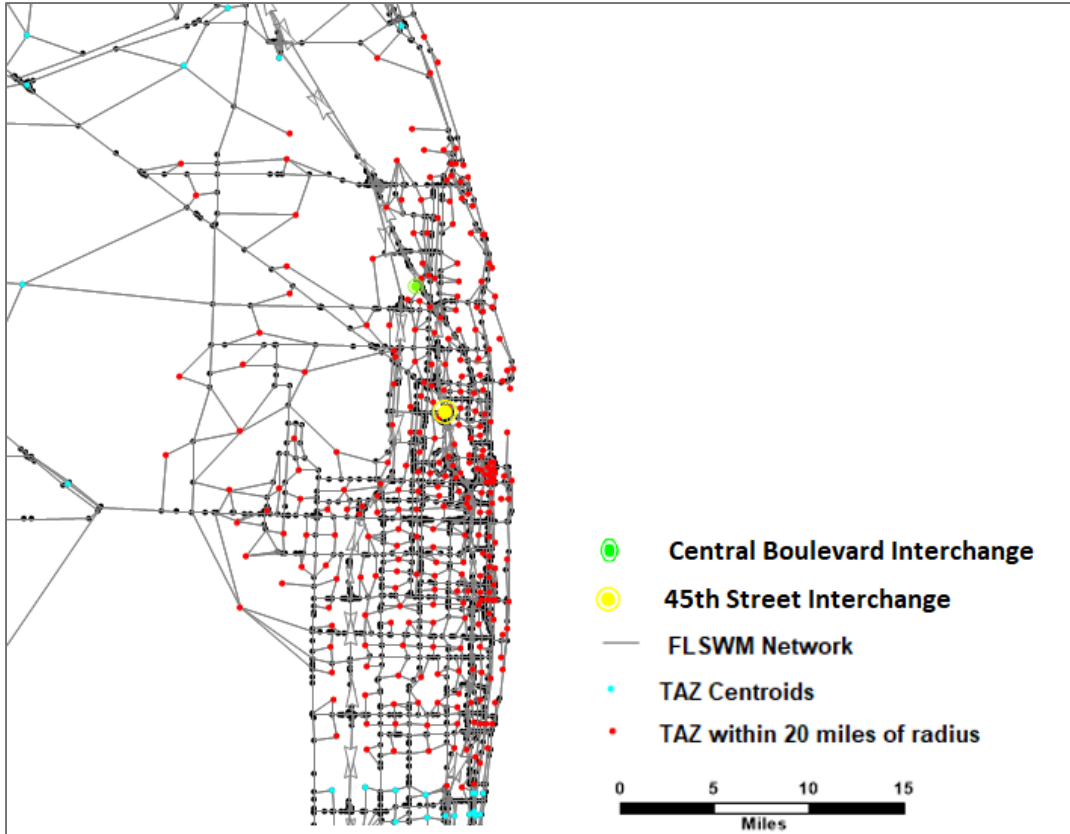 Central Boulevard Interchange
45th Street Interchange
FLSWM Network
TAZ Centroids
TAZ within 20 miles of radius
0 5 10 15
Miles